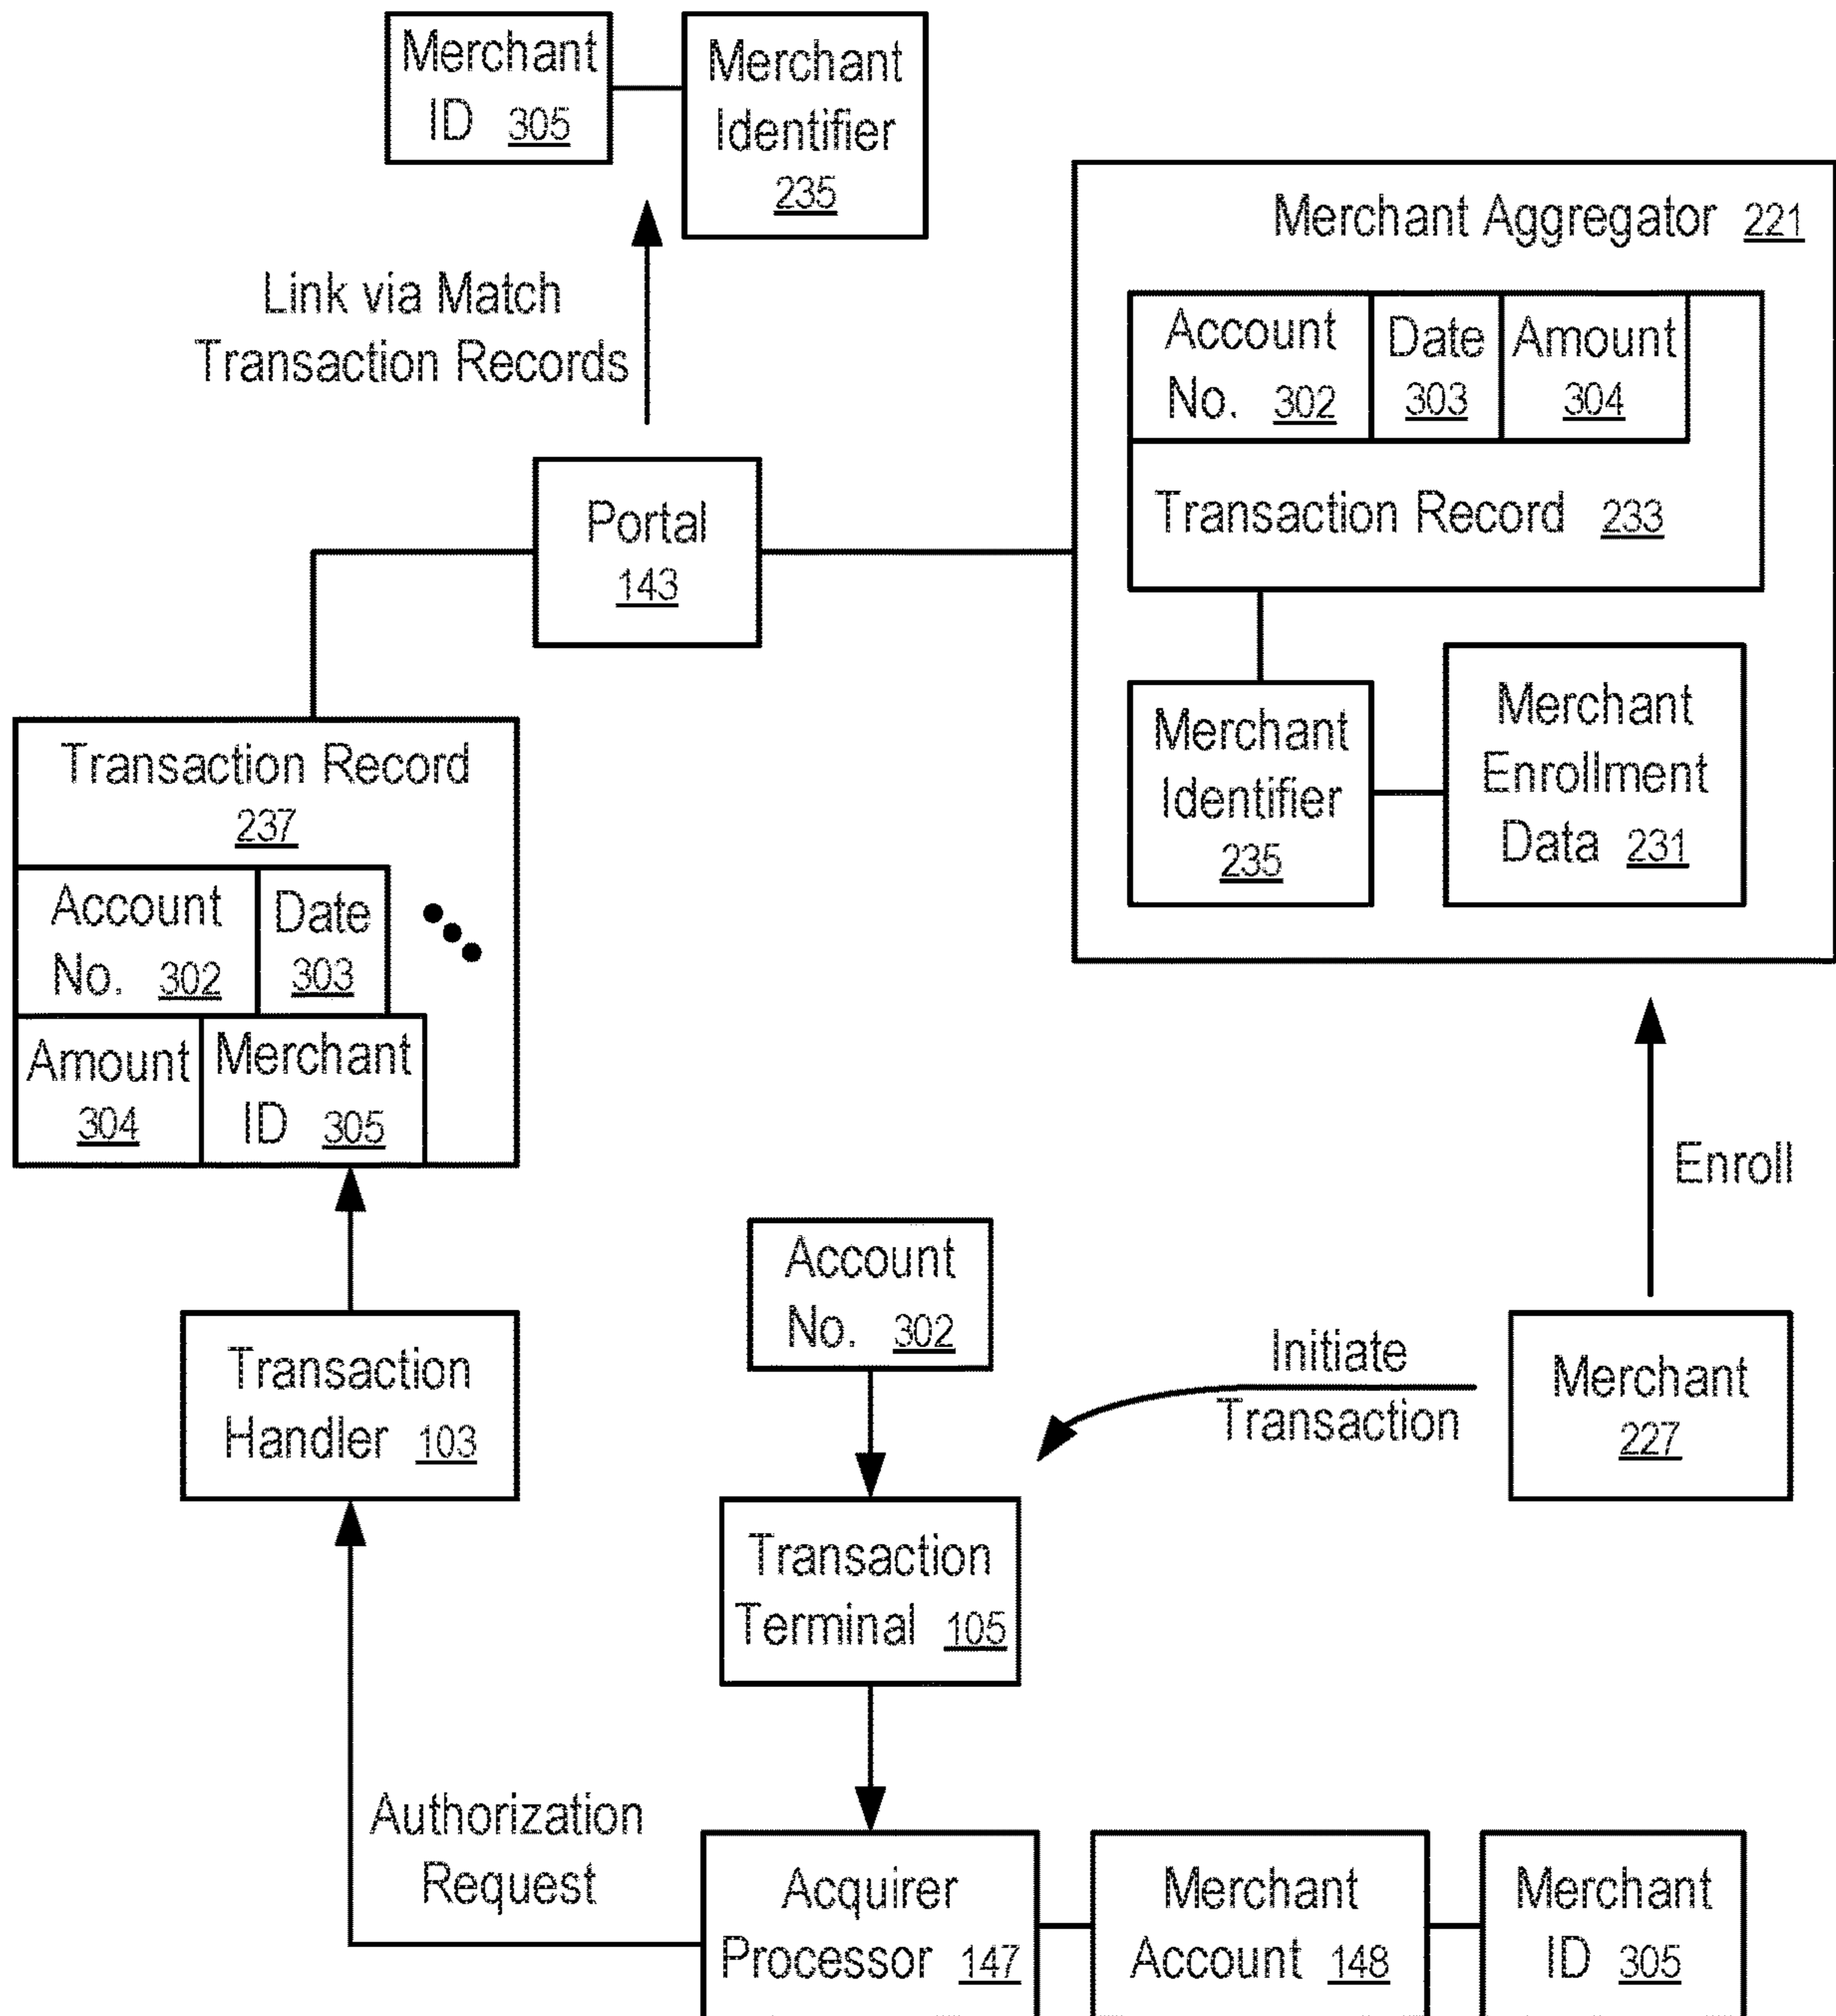 Merchant
ID 305
Merchant
Identifier
235
Link via Match
Transaction Records
Merchant Aggregator 221
Account
No. 302
Date
303
Amount
304
Transaction Record 233
Portal
143
Merchant
Identifier
235
Merchant
Enrollment
Data 231
Transaction Record
237
Account
No. 302
Date
303
Amount
304
Merchant
ID 305
Enroll
Account
No. 302
Transaction
Handler 103
Initiate
Transaction
Merchant
227
Transaction
Terminal 105
Authorization
Request
Acquirer
Processor 147
Merchant
Account 148
Merchant
ID 305